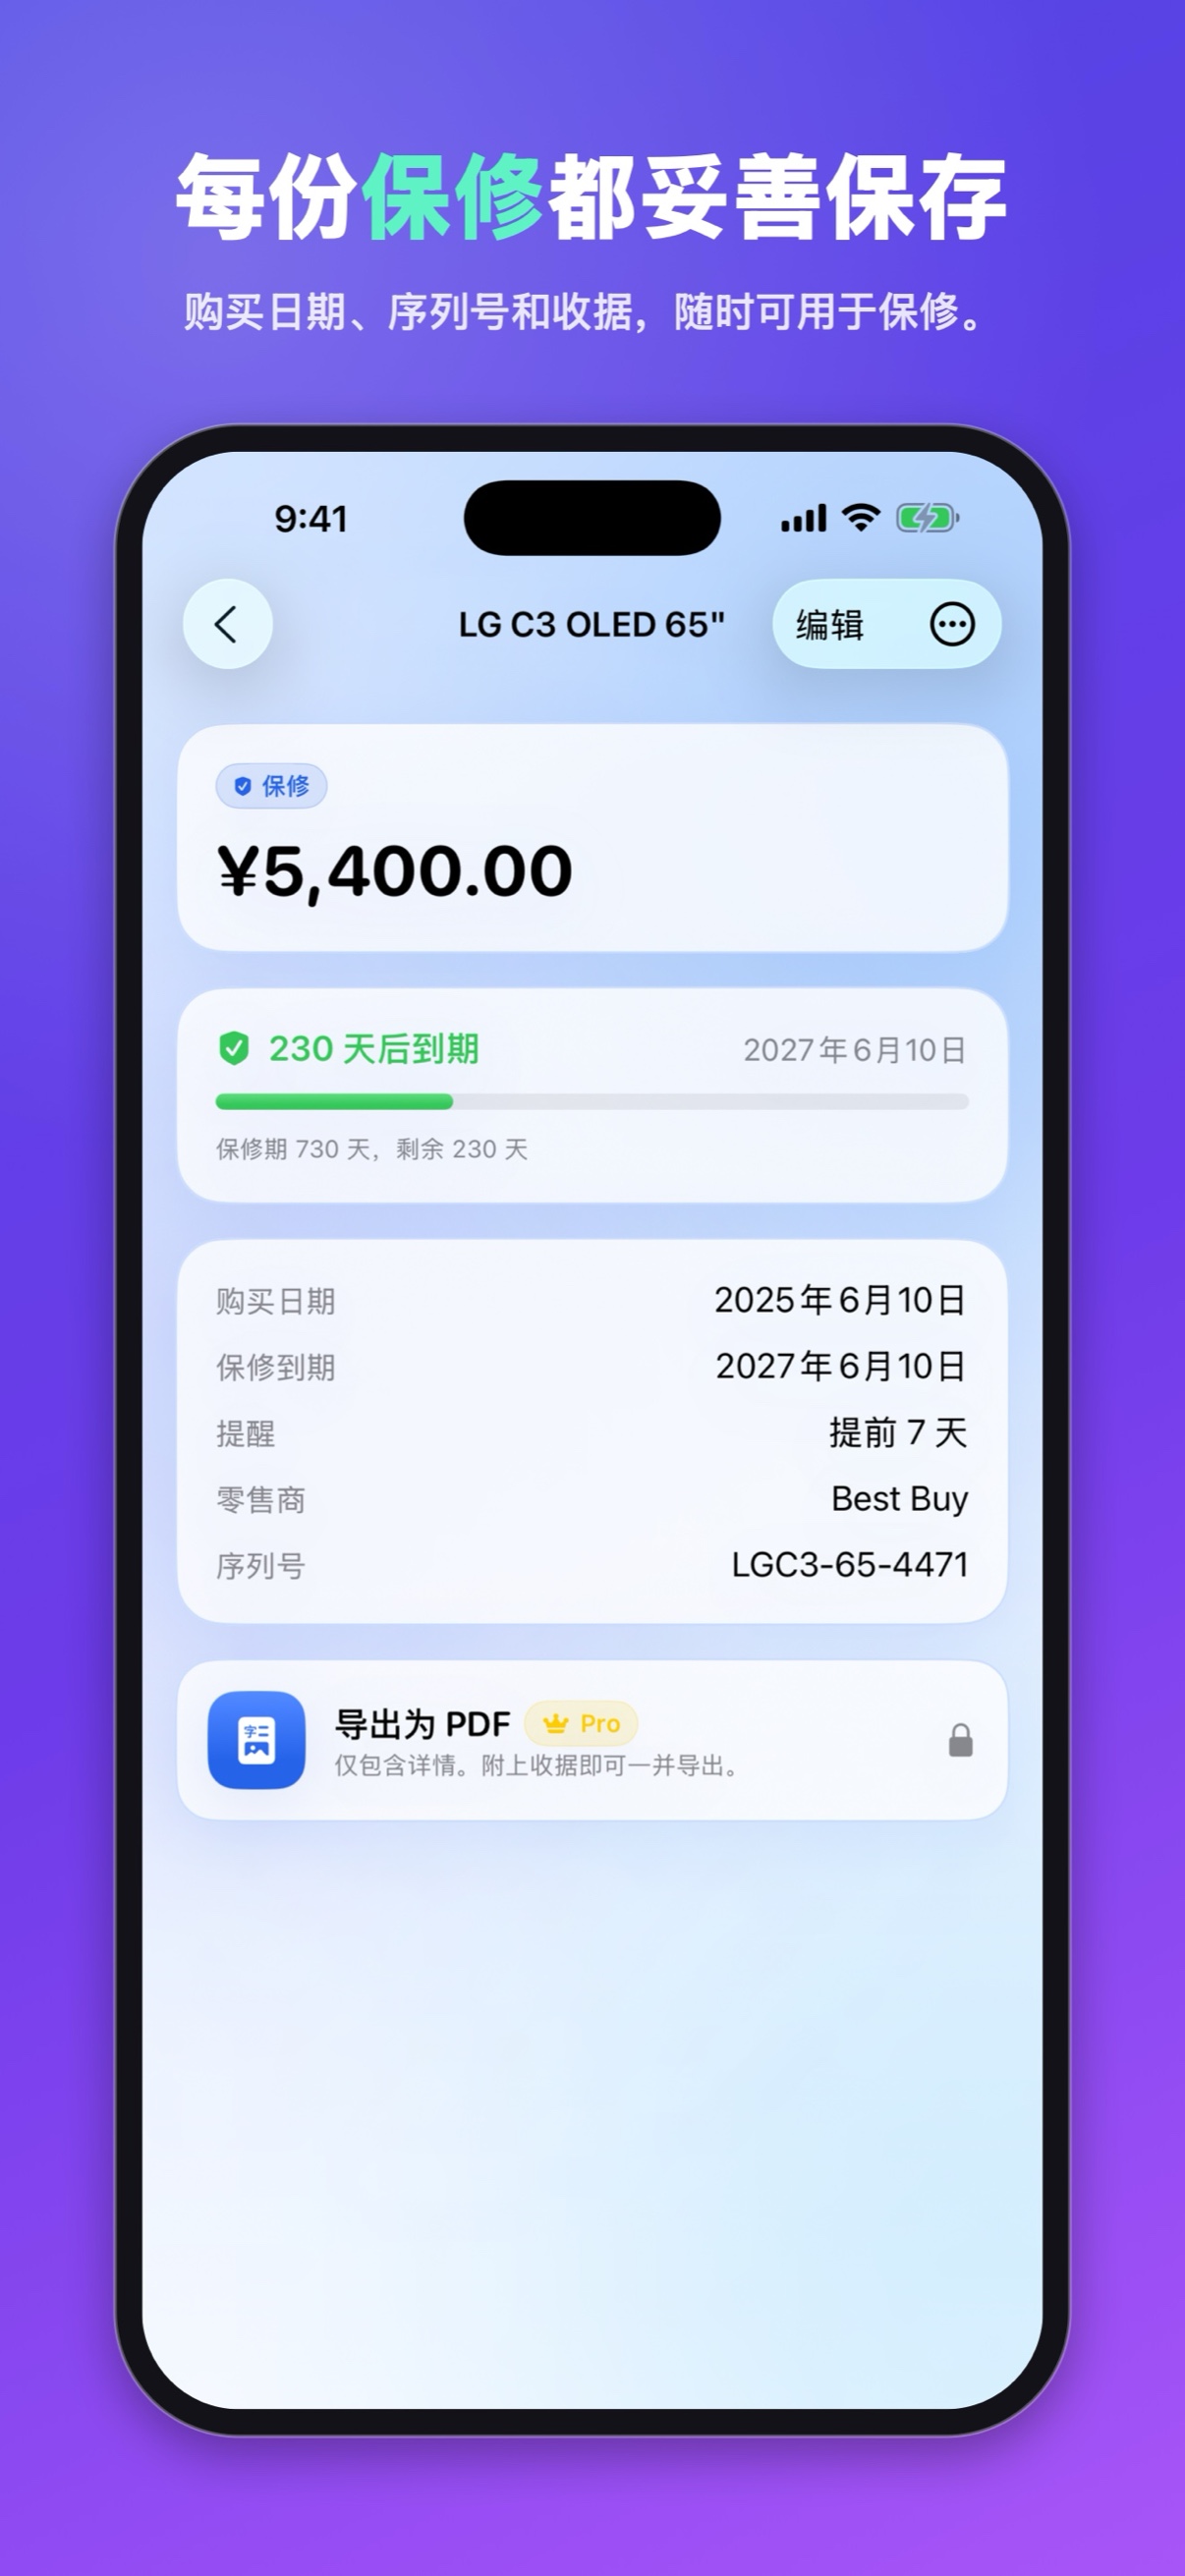 每份保修都妥善保存
购买日期、序列号和收据，随时可用于保修。
9:41
LG C3 OLED 65"
编辑
保修
¥5,400.00
230 天后到期
2027年6月10日
保修期 730 天，剩余 230 天
购买日期 2025年6月10日
保修到期 2027年6月10日
提醒 提前 7 天
零售商 Best Buy
序列号 LGC3-65-4471
字
导出为 PDF Pro
仅包含详情。附上收据即可一并导出。